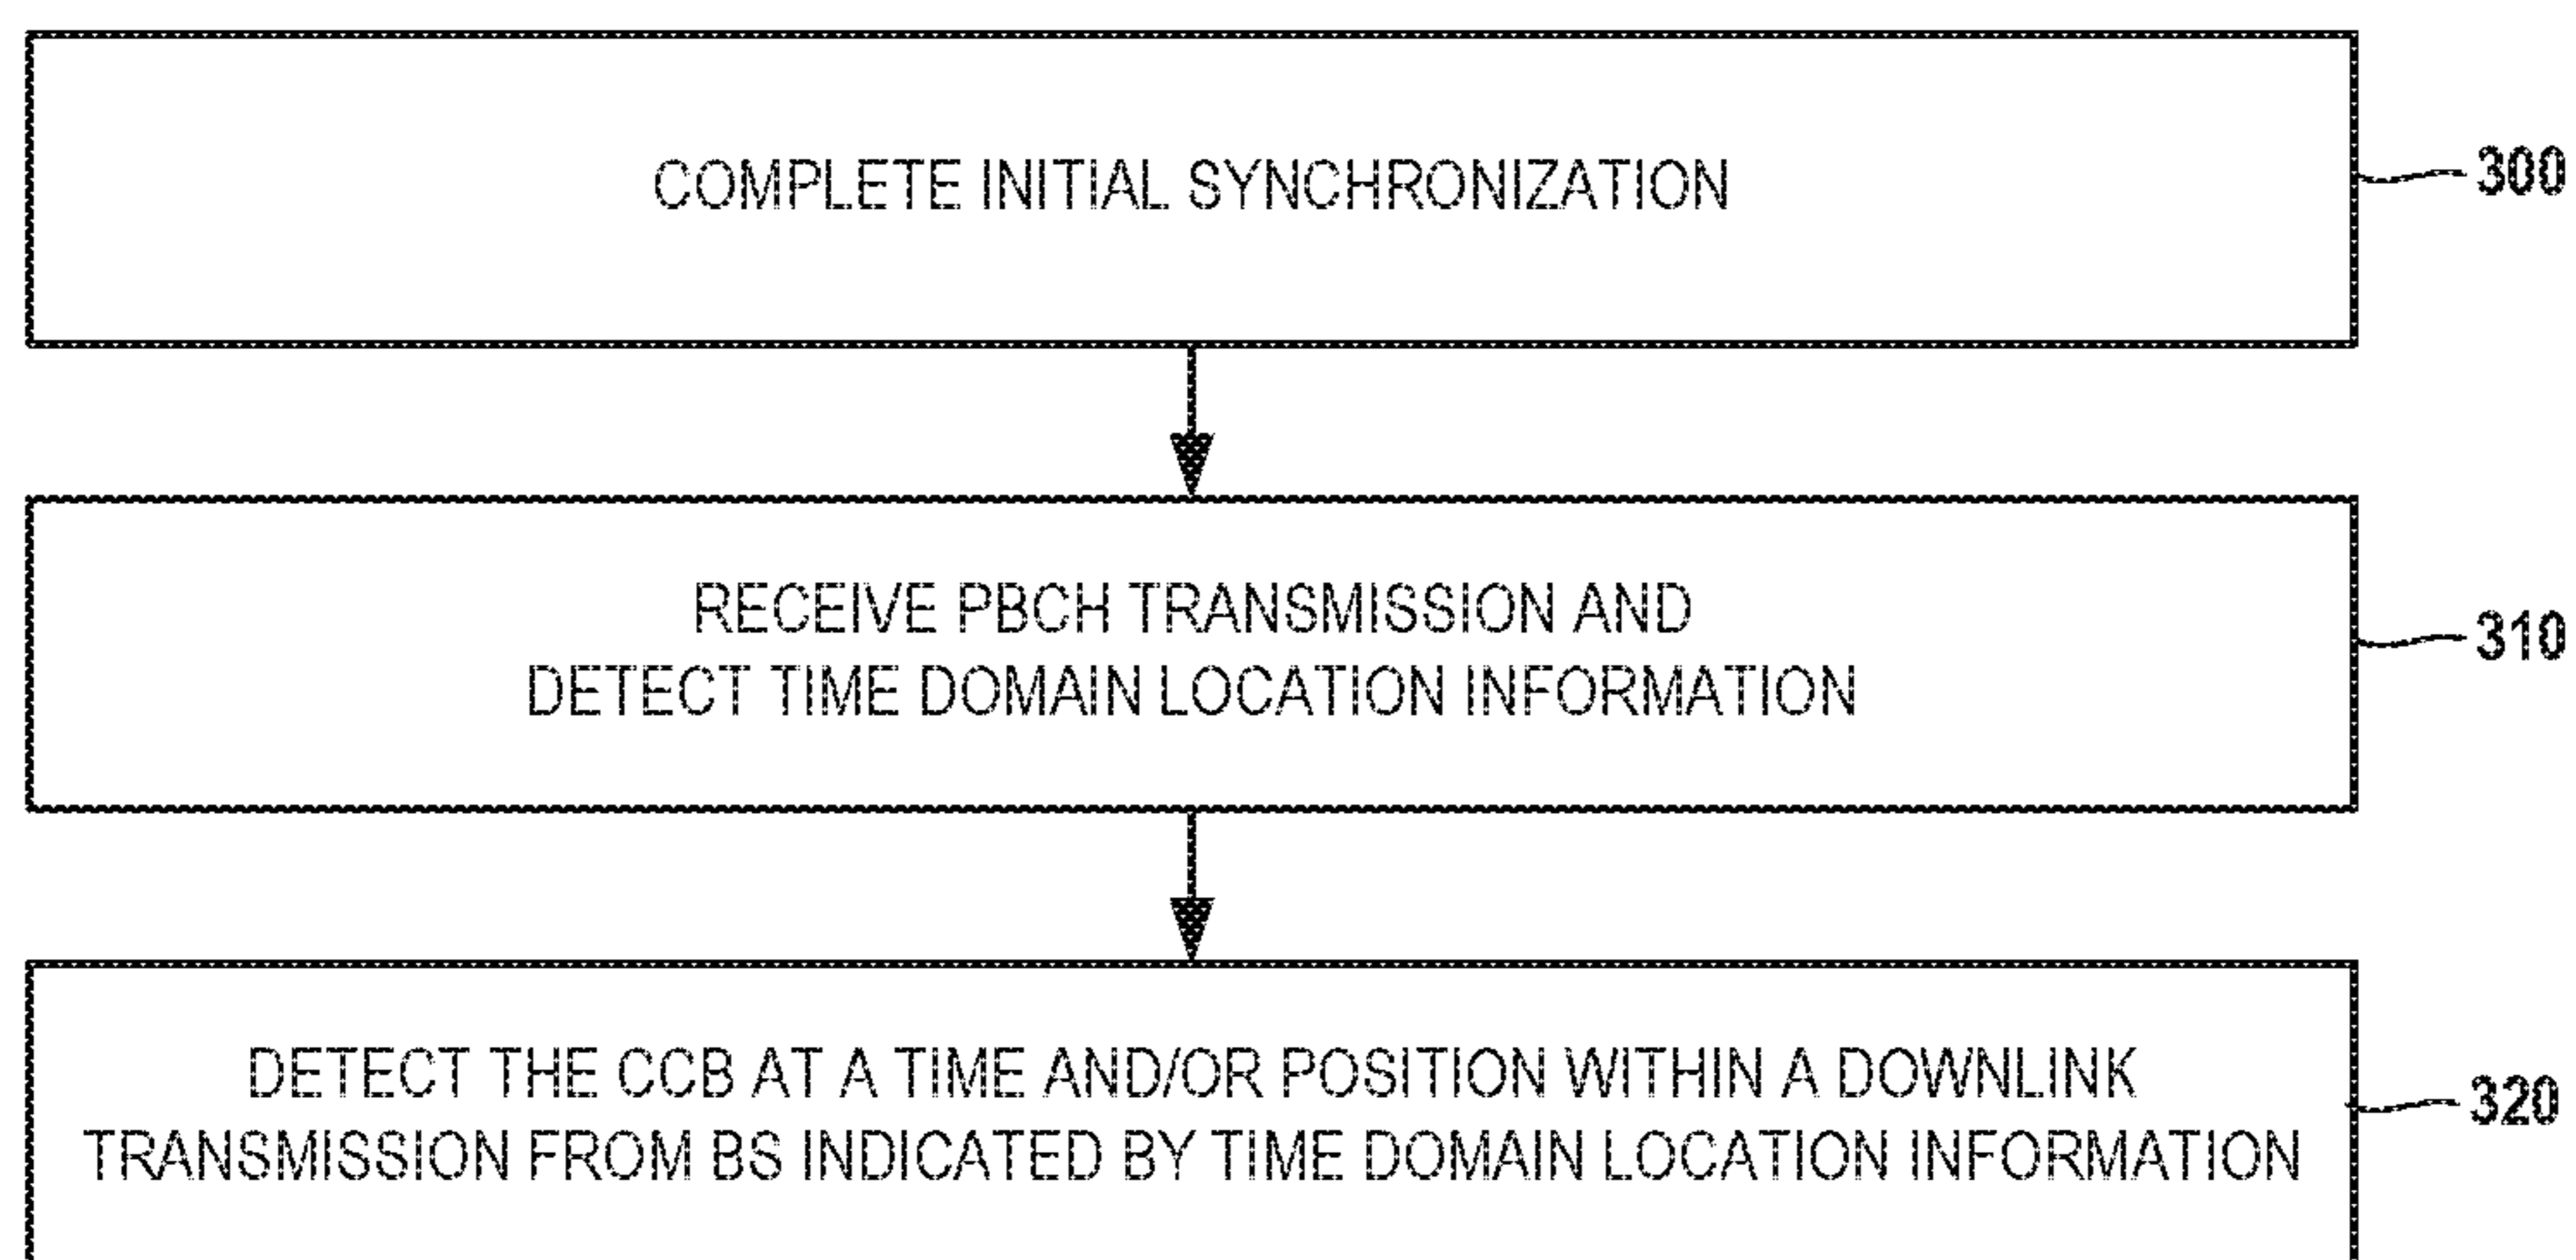 COMPLETE INITIAL SYNCHRONIZATION
300
RECEIVE PBCH TRANSMISSION AND
DETECT TIME DOMAIN LOCATION INFORMATION
310
DETECT THE CCB AT A TIME AND/OR POSITION WITHIN A DOWNLINK
TRANSMISSION FROM BS INDICATED BY TIME DOMAIN LOCATION INFORMATION
320